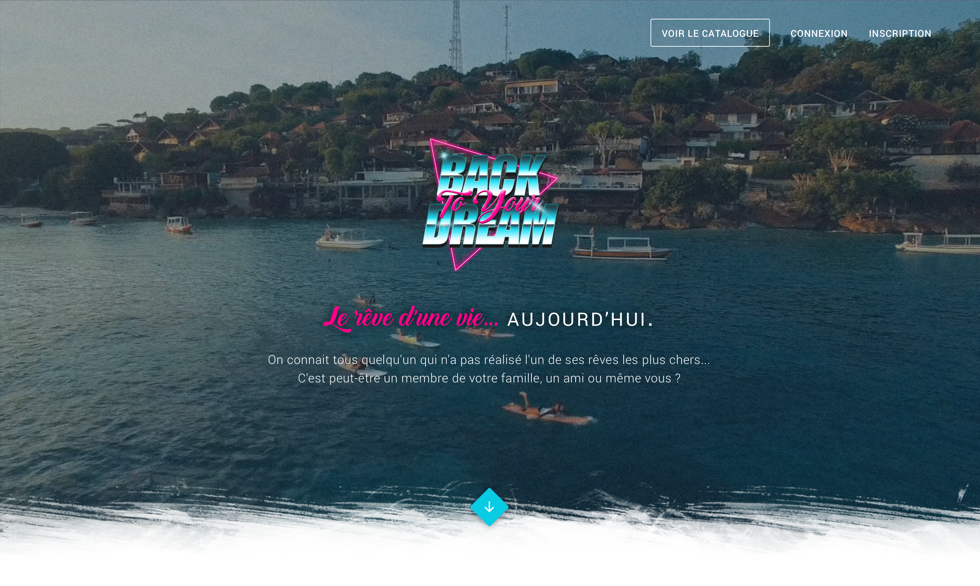 VOIR LE CATALOGUE
CONNEXION
INSCRIPTION
BACK
To Your
DREAM
Le rêve d'une vie... AUJOURD'HUI.
On connait tous quelqu'un qui n'a pas réalisé l'un de ses rêves les plus chers...
C'est peut-être un membre de votre famille, un ami ou même vous ?